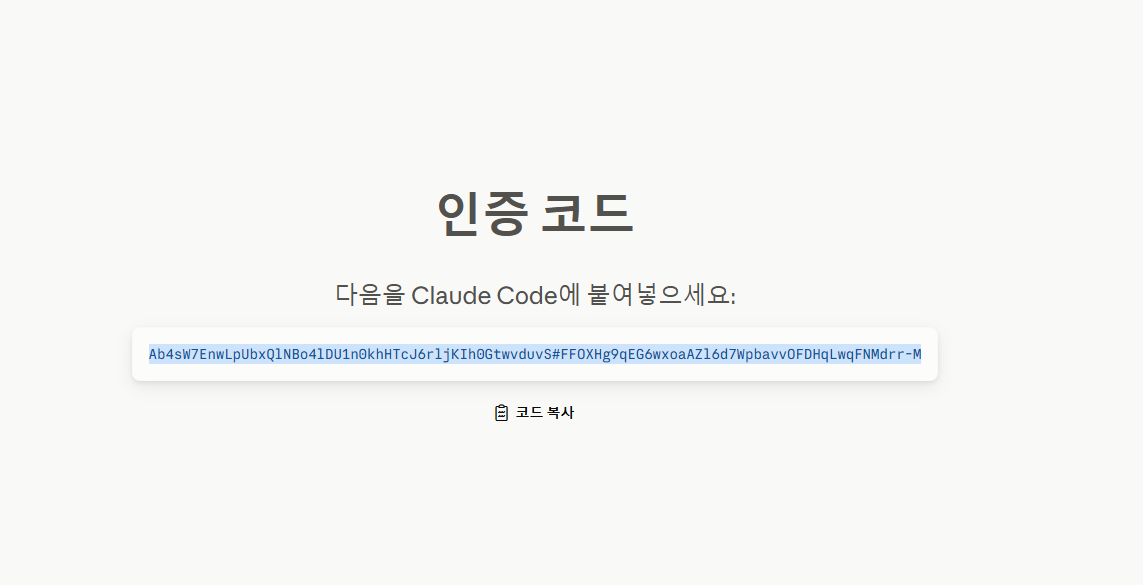 인증 코드
다음을 Claude Code에 붙여넣으세요:
Ab4sW7EnwLpUbxQlNBo4lDU1n0khHTcJ6rljKIh0GtwvduvS#FFOXHg9qEG6wxoaAZl6d7WpbavvOFDHqLwqFNMdrr-M
코드 복사